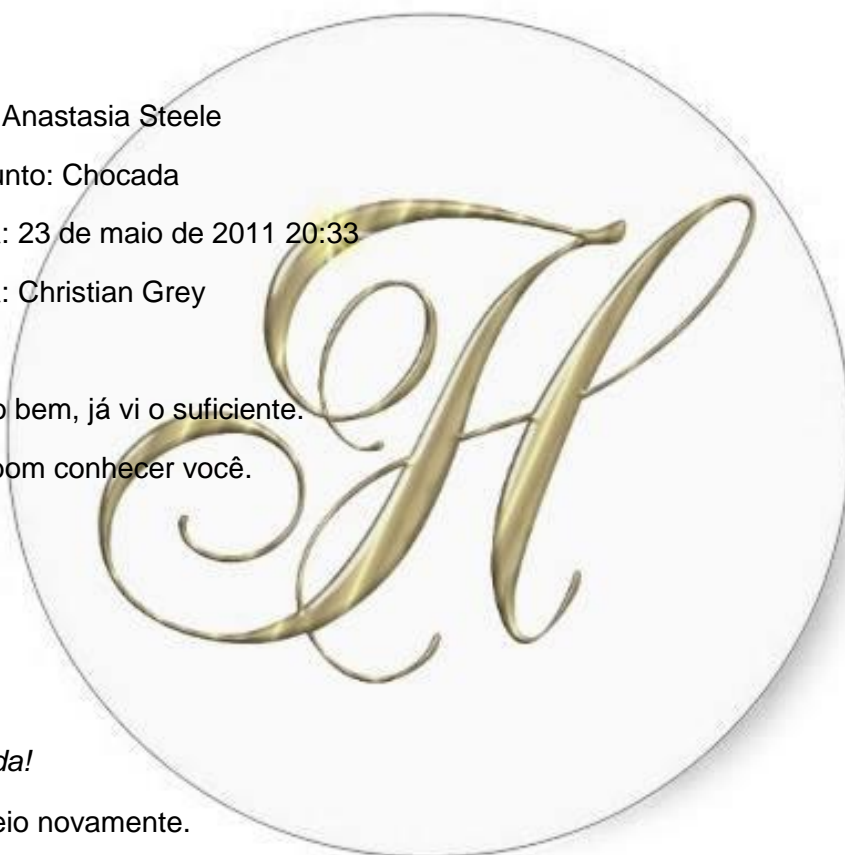 Anastasia Steele
unto: Chocada
: 23 de maio de 2011 20:33
: Christian Grey
o bem, já vi o suficiente.
oom conhecer você.
H
da!
eio novamente.